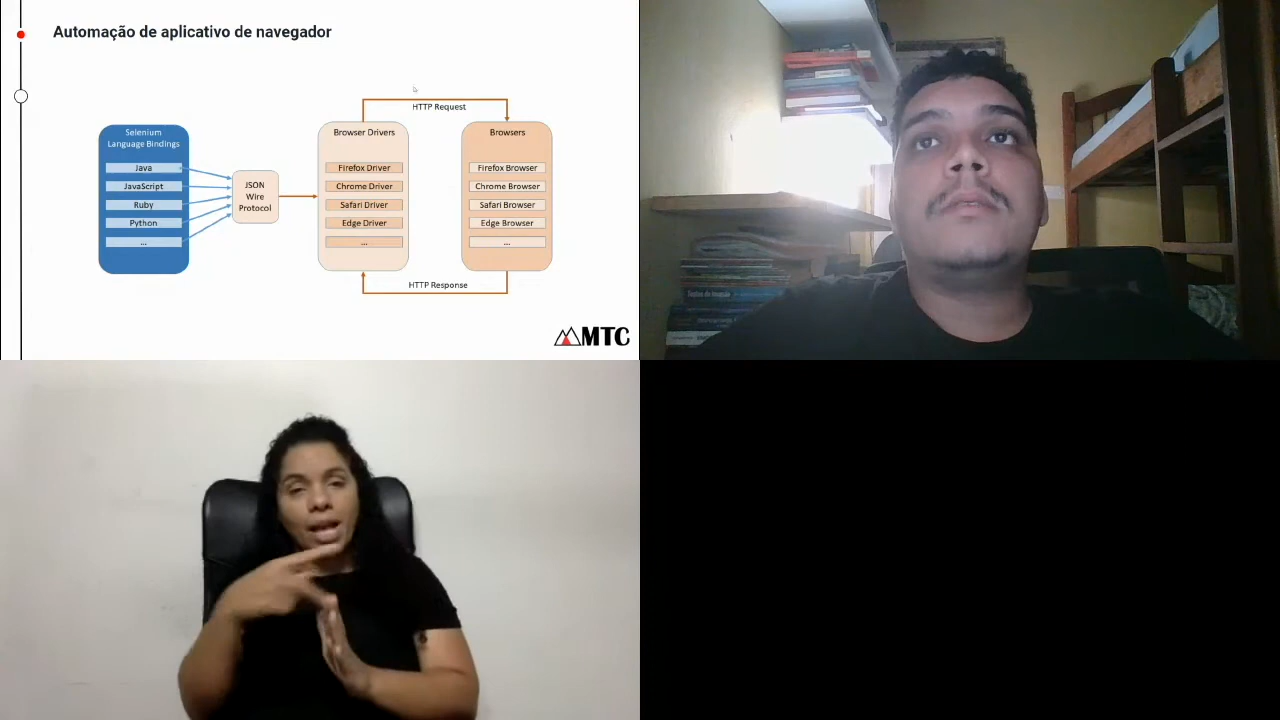 Automação de aplicativo de navegador
HTTP Request
Selenium
Language Bindings
Java
JavaScript
Ruby
Python
...
JSON
Wire
Protocol
Browser Drivers
Firefox Driver
Chrome Driver
Safari Driver
Edge Driver
...
Browsers
Firefox Browser
Chrome Browser
Safari Browser
Edge Browser
...
HTTP Response
MTC